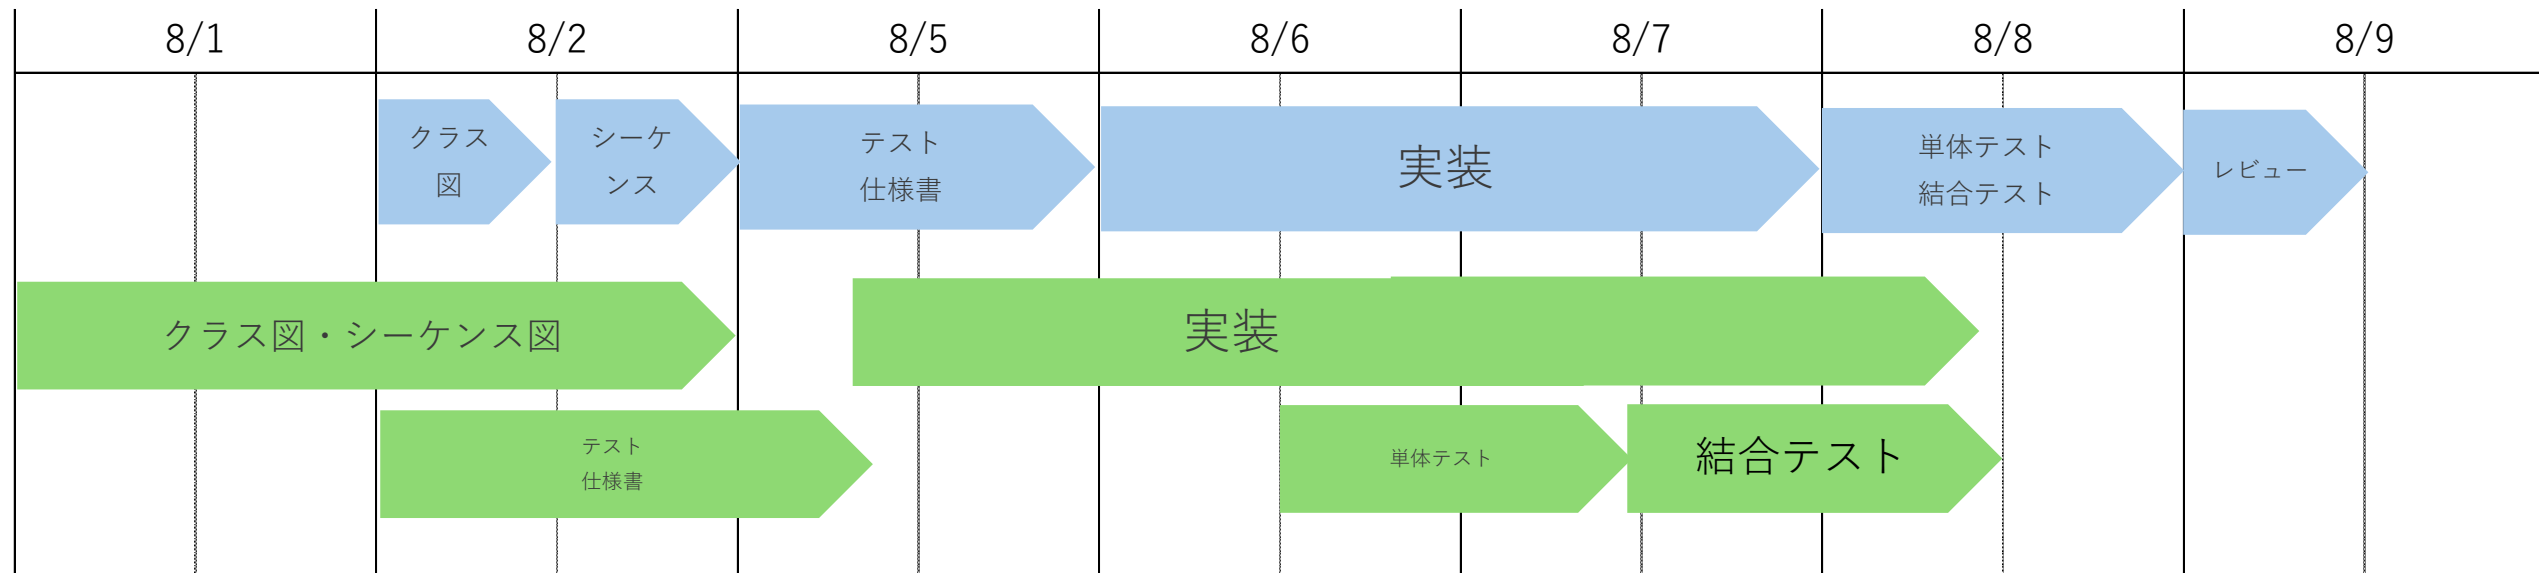 8/1
8/2
8/5
8/6
8/7
8/8
8/9
クラス
図
シーケ
ンス
テスト
仕様書
実装
単体テスト
結合テスト
レビュー
クラス図・シーケンス図
実装
テスト
仕様書
単体テスト
結合テスト